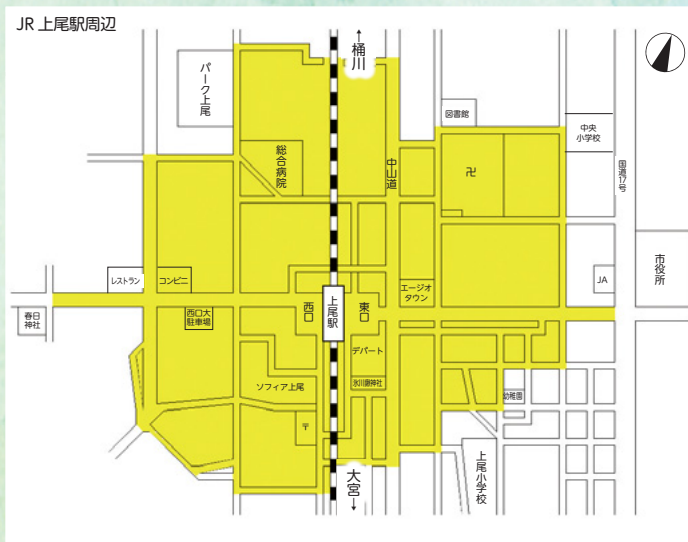 JR 上尾駅周辺
←桶川
パーク上尾
図書館
中央
小学校
国道17号
総合病院
中山道
卍
市役所
レストラン
コンビニ
エージオ
タウン
JA
春日
神社
西口大
駐車場
西口
上尾駅
東口
デパート
ソフィア上尾
氷川鍬神社
幼稚園
〒
上尾小学校
大宮→